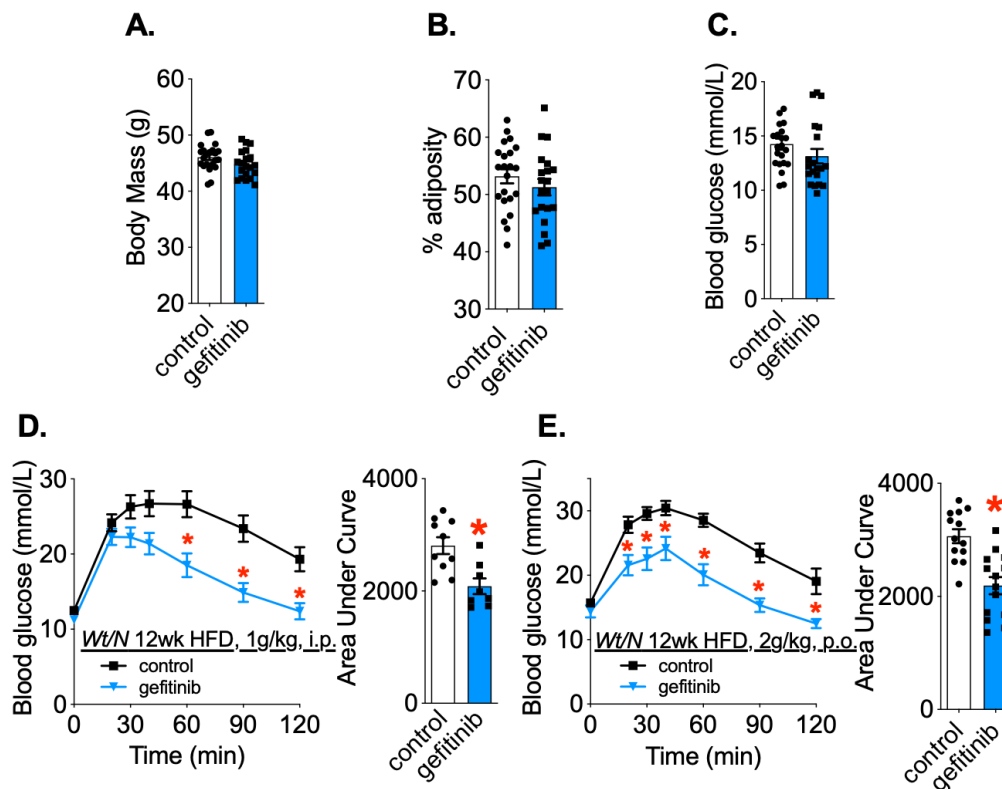 A.
B.
C.
Body Mass (g)
60
50
40
30
20
control
gefitinib
% adiposity
70
60
50
40
30
control
gefitinib
Blood glucose (mmol/L)
20
15
10
5
0
control
gefitinib
D.
E.
Blood glucose (mmol/L)
30
20
10
0
*
*
*
Wt/N 12wk HFD, 1g/kg, i.p.
control
gefitinib
0 30 60 90 120
Time (min)
Area Under Curve
4000
2000
0
*
control
gefitinib
Blood glucose (mmol/L)
40
30
20
10
0
* * * * * *
Wt/N 12wk HFD, 2g/kg, p.o.
control
gefitinib
0 30 60 90 120
Time (min)
Area Under Curve
4000
2000
0
*
control
gefitinib